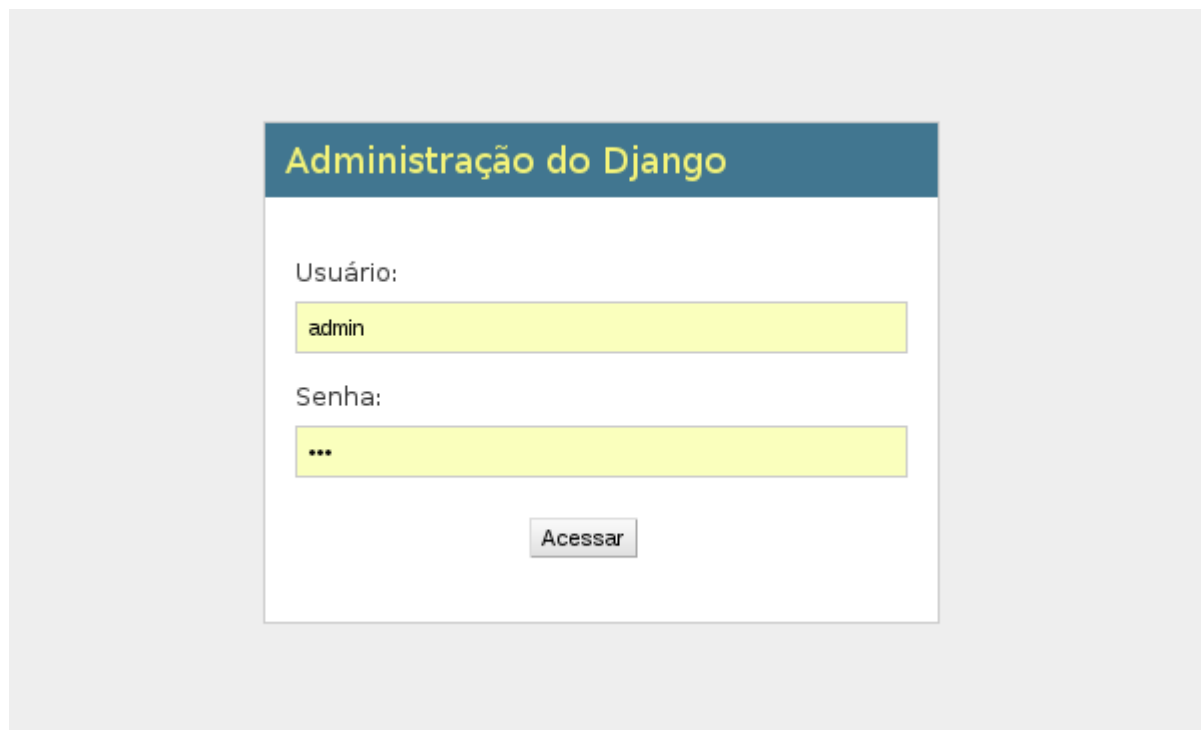 Administração do Django
Usuário:
admin
Senha:
•••
Acessar